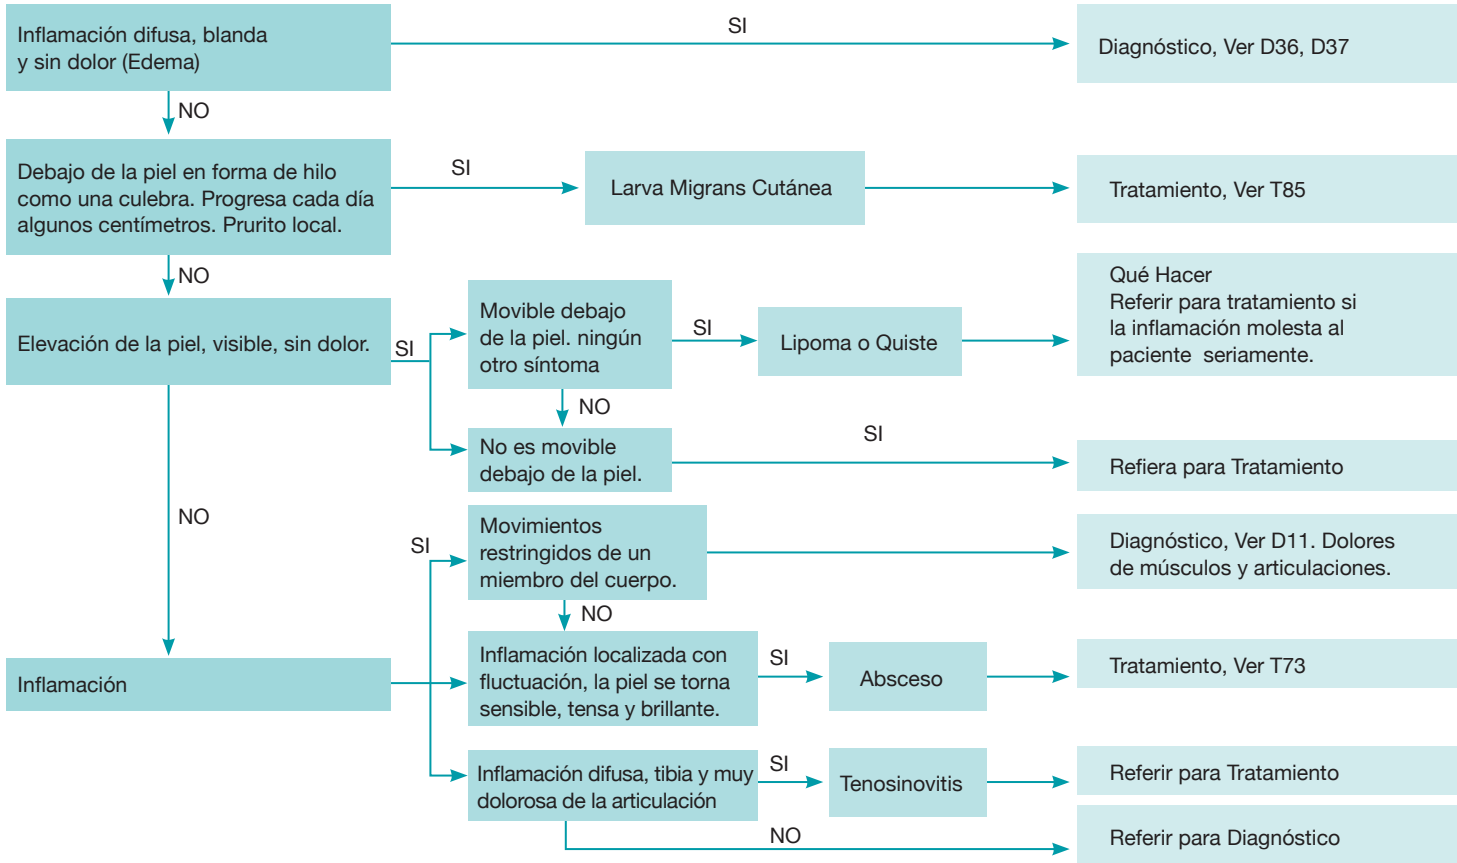 Inflamación difusa, blanda
y sin dolor (Edema)
SI
Diagnóstico, Ver D36, D37
NO
Debajo de la piel en forma de hilo
como una culebra. Progresa cada día
algunos centímetros. Prurito local.
SI
Larva Migrans Cutánea
Tratamiento, Ver T85
NO
Elevación de la piel, visible, sin dolor.
SI
Movible debajo
de la piel. ningún
otro síntoma
SI
Lipoma o Quiste
Qué Hacer
Referir para tratamiento si
la inflamación molesta al
paciente seriamente.
NO
No es movible
debajo de la piel.
SI
Refiera para Tratamiento
NO
Inflamación
SI
Movimientos
restringidos de un
miembro del cuerpo.
Diagnóstico, Ver D11. Dolores
de músculos y articulaciones.
NO
Inflamación localizada con
fluctuación, la piel se torna
sensible, tensa y brillante.
SI
Absceso
Tratamiento, Ver T73
Inflamación difusa, tibia y muy
dolorosa de la articulación
SI
Tenosinovitis
Referir para Tratamiento
NO
Referir para Diagnóstico